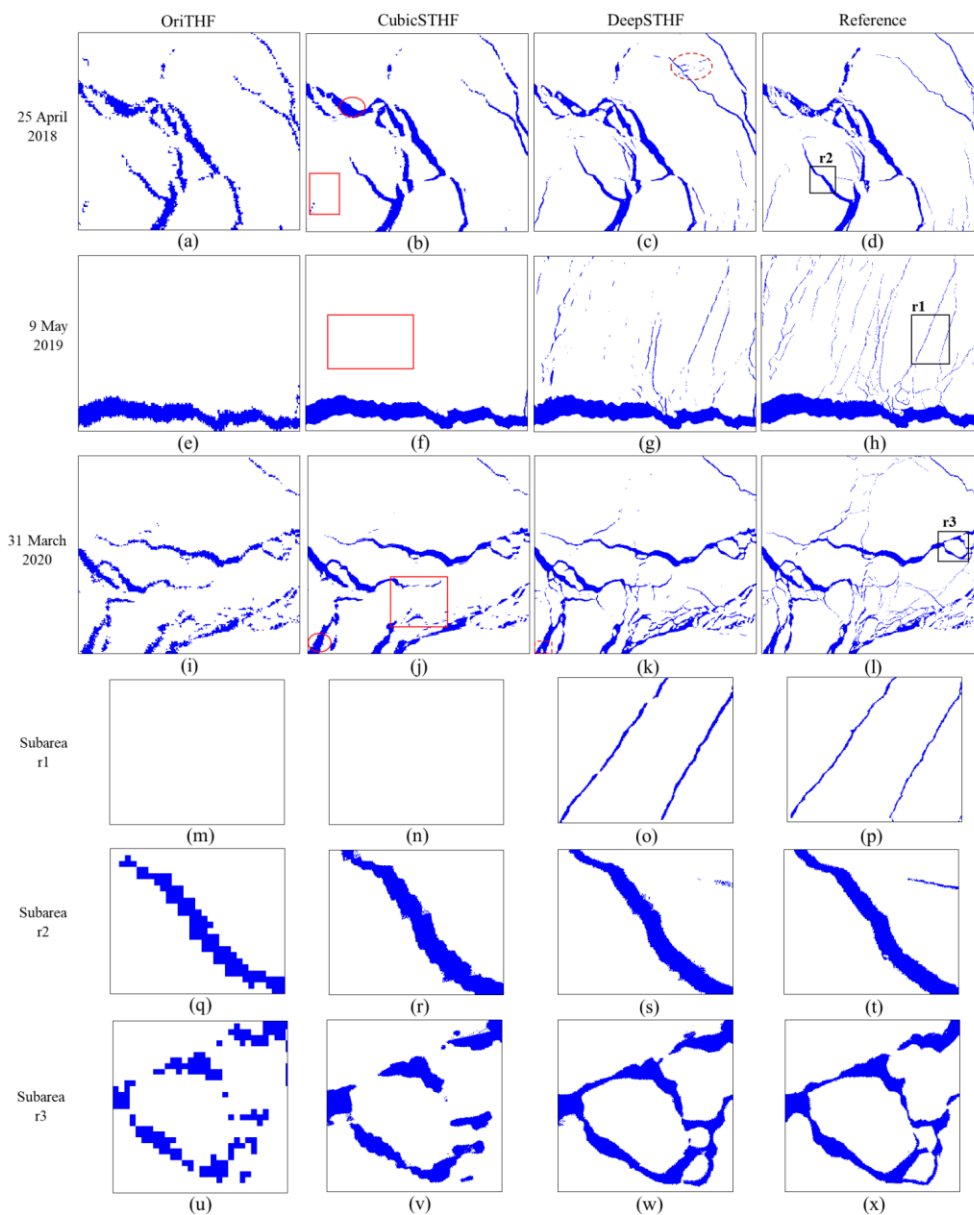 OriTHF CubicSTHF DeepSTHF Reference
25 April
2018
r2
(a) (b) (c) (d)
9 May
2019
r1
(e) (f) (g) (h)
31 March
2020
r3
(i) (j) (k) (l)
Subarea
r1
(m) (n) (o) (p)
Subarea
r2
(q) (r) (s) (t)
Subarea
r3
(u) (v) (w) (x)